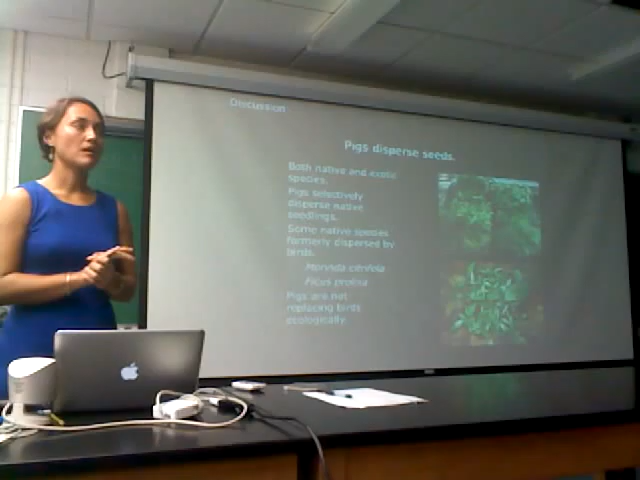 Discussion
Pigs disperse seeds.
Both native and exotic
species.
Pigs selectively
disperse native
seedlings.
Some native species
formerly dispersed by
birds.
Morinda citrifolia
Ficus prolixa
Pigs are not
replacing birds
ecologically.